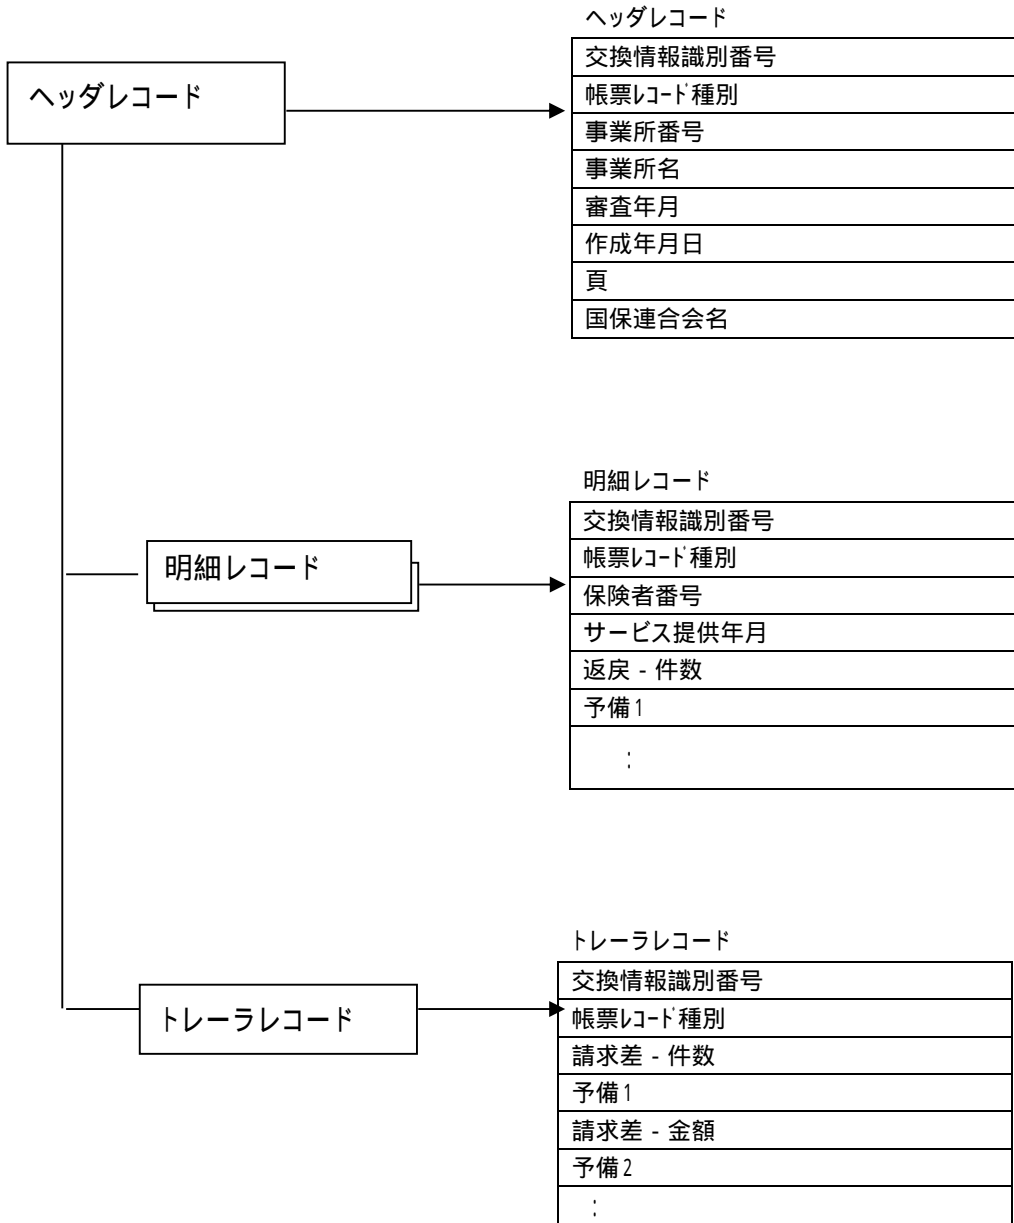 ヘッダレコード
ヘッダレコード
交換情報識別番号
帳票ﾚｺｰﾄﾞ種別
事業所番号
事業所名
審査年月
作成年月日
頁
国保連合会名
明細レコード
明細レコード
交換情報識別番号
帳票ﾚｺｰﾄﾞ種別
保険者番号
サービス提供年月
返戻 - 件数
予備1
:
トレーラレコード
トレーラレコード
交換情報識別番号
帳票ﾚｺｰﾄﾞ種別
請求差 - 件数
予備1
請求差 - 金額
予備2
: